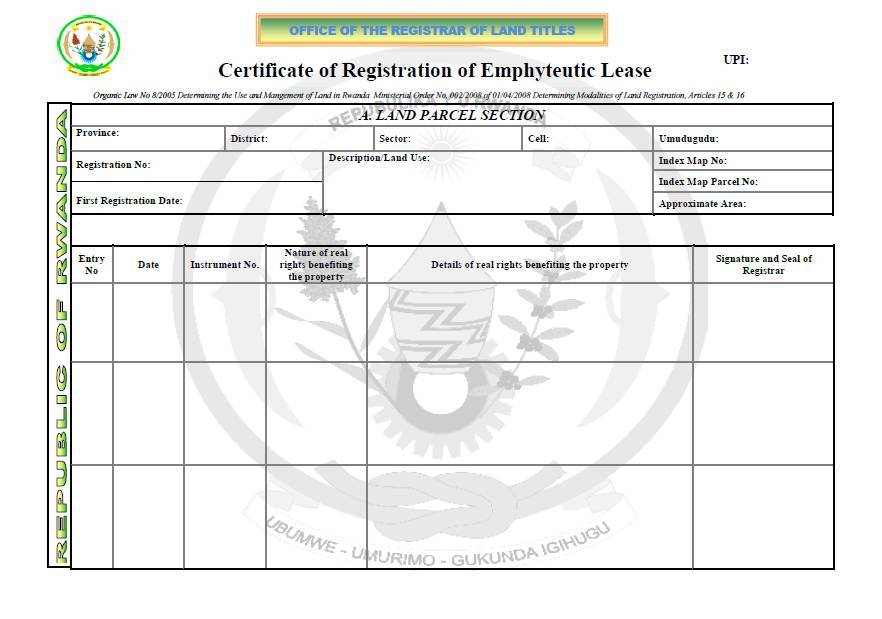 OFFICE OF THE REGISTRAR OF LAND TITLES
UPI:
Certificate of Registration of Emphyteutic Lease
Organic Law No 8/2005 Determining the Use and Mangement of Land in Rwanda Ministerial Order No. 002/2008 of 01/04/2008 Determining Modalities of Land Registration, Articles 15 & 16
REPUBLIC OF RWANDA
REPUBULIKA Y'U RWANDA
A. LAND PARCEL SECTION
Province:
District:
Sector:
Cell:
Umudugudu:
Registration No:
Description/Land Use:
Index Map No:
Index Map Parcel No:
First Registration Date:
Approximate Area:
Entry
No
Date
Instrument No.
Nature of real
rights benefiting
the property
Details of real rights benefiting the property
Signature and Seal of
Registrar
UBUMWE - UMURIMO - GUKUNDA IGIHUGU